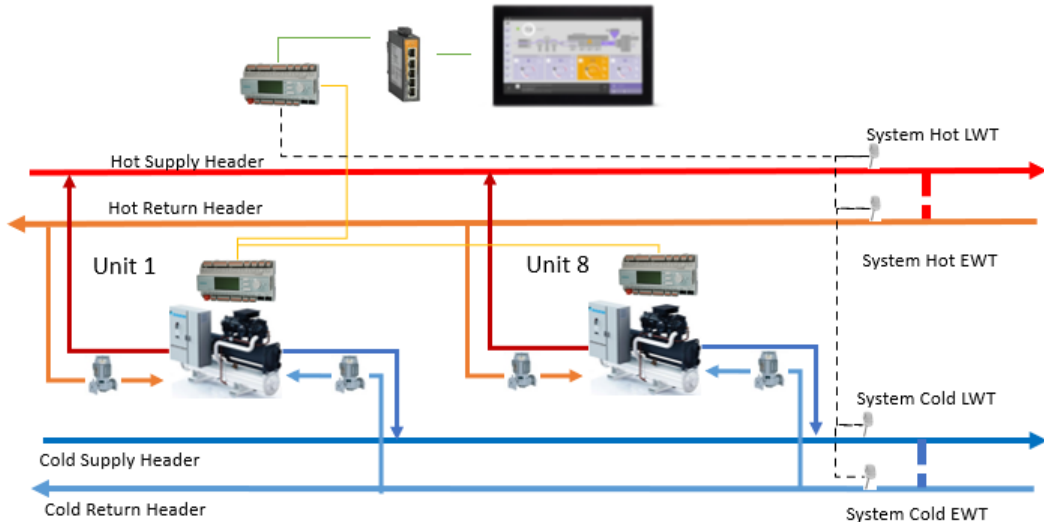 System Hot LWT
Hot Supply Header
Hot Return Header
Unit 1
Unit 8
System Hot EWT
System Cold LWT
Cold Supply Header
Cold Return Header
System Cold EWT